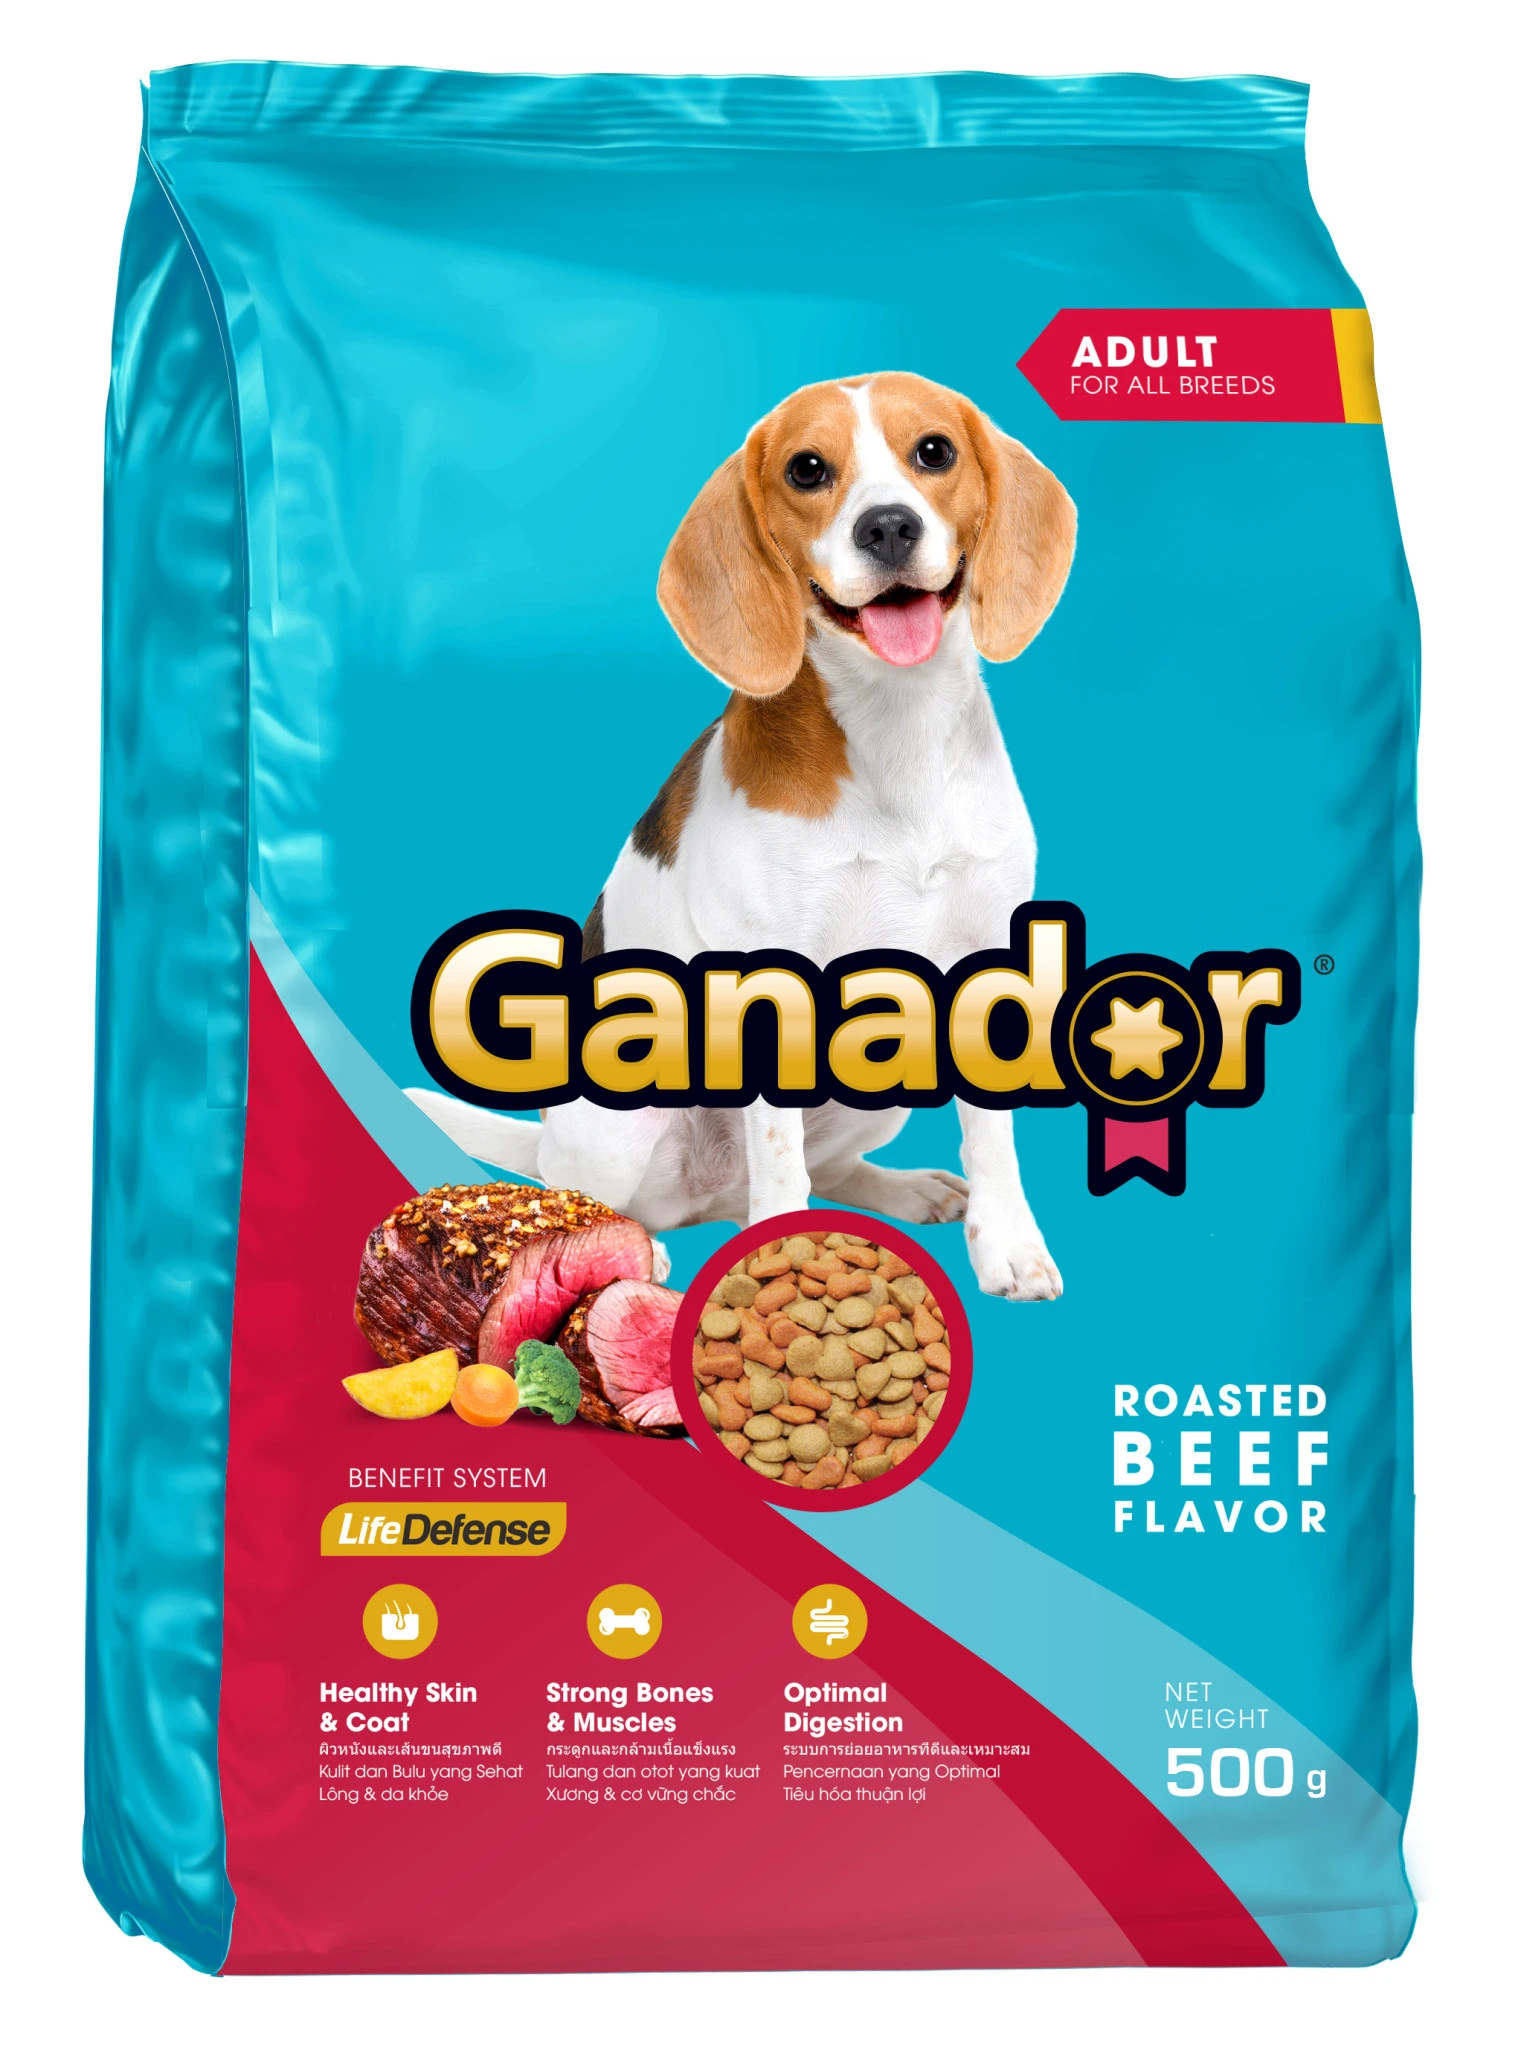 ADULT
FOR ALL BREEDS
Ganador ®
ROASTED
BEEF
FLAVOR
BENEFIT SYSTEM
LifeDefense
Healthy Skin
& Coat
ผิวหนังและเส้นขนสุขภาพดี
Kulit dan Bulu yang Sehat
Lông & da khỏe
Strong Bones
& Muscles
กระดูกและกล้ามเนื้อแข็งแรง
Tulang dan otot yang kuat
Xương & cơ vững chắc
Optimal
Digestion
ระบบการย่อยอาหารที่ดีและเหมาะสม
Pencernaan yang Optimal
Tiêu hóa thuận lợi
NET
WEIGHT
500 g